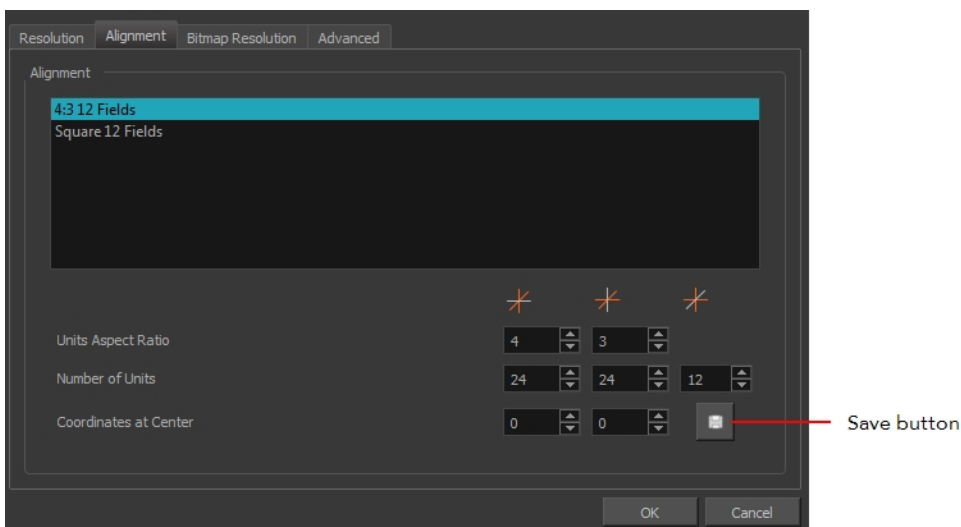 Resolution Alignment Bitmap Resolution Advanced
Alignment
4:3 12 Fields
Square 12 Fields
Units Aspect Ratio 4 3
Number of Units 24 24 12
Coordinates at Center 0 0 Save button
OK Cancel